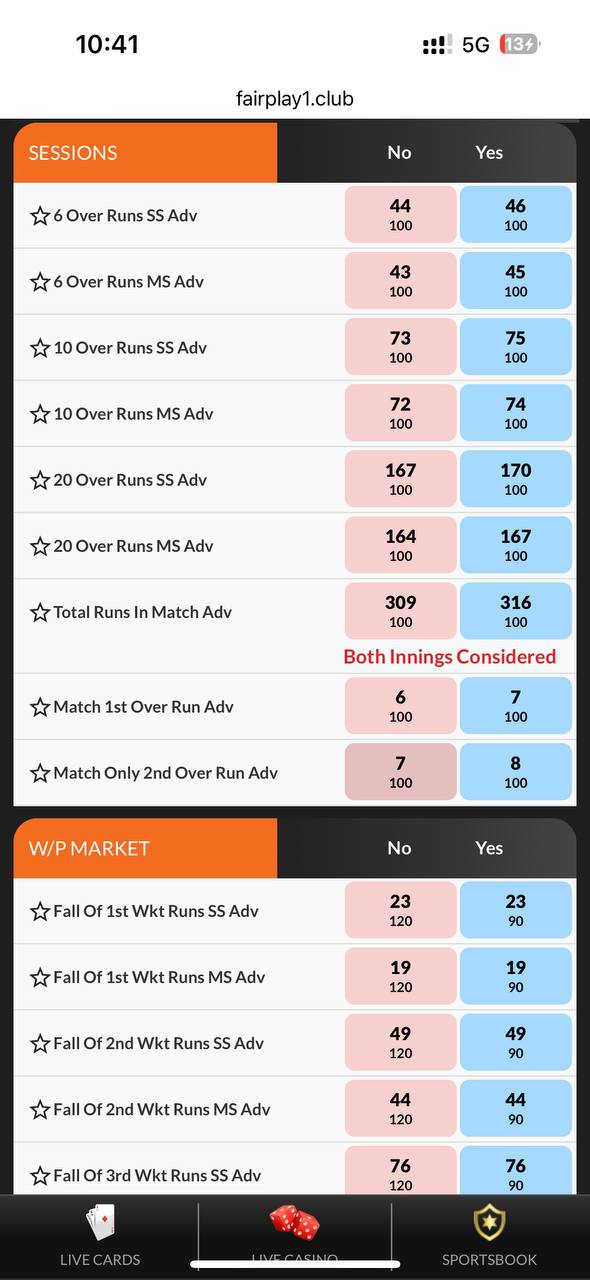 10:41
5G
13
fairplay1.club
SESSIONS No Yes
6 Over Runs SS Adv 44 46
100 100
6 Over Runs MS Adv 43 45
100 100
10 Over Runs SS Adv 73 75
100 100
10 Over Runs MS Adv 72 74
100 100
20 Over Runs SS Adv 167 170
100 100
20 Over Runs MS Adv 164 167
100 100
Total Runs In Match Adv 309 316
100 100
Both Innings Considered
Match 1st Over Run Adv 6 7
100 100
Match Only 2nd Over Run Adv 7 8
100 100
W/P MARKET No Yes
Fall Of 1st Wkt Runs SS Adv 23 23
120 90
Fall Of 1st Wkt Runs MS Adv 19 19
120 90
Fall Of 2nd Wkt Runs SS Adv 49 49
120 90
Fall Of 2nd Wkt Runs MS Adv 44 44
120 90
Fall Of 3rd Wkt Runs SS Adv 76 76
120 90
LIVE CARDS LIVE CASINO SPORTSBOOK